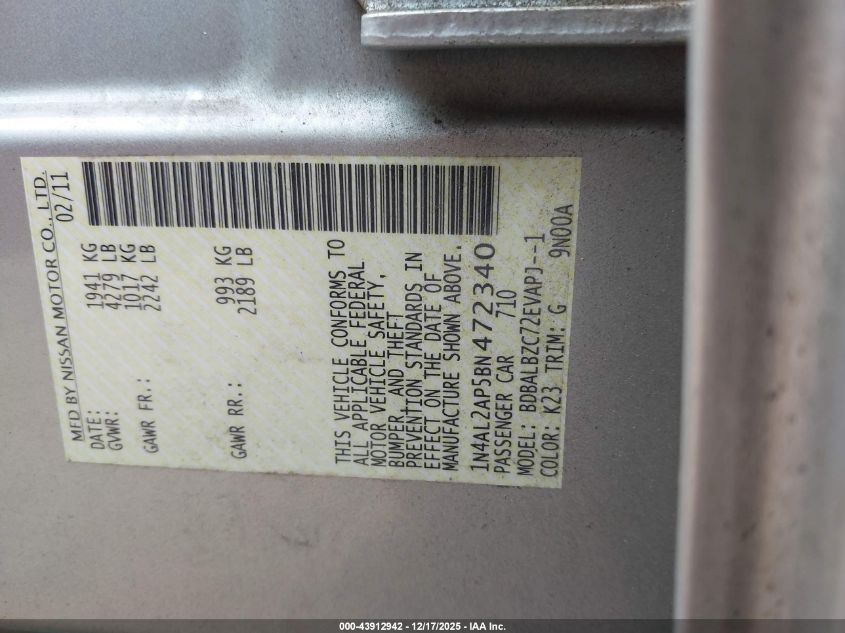 MFD BY NISSAN MOTOR CO., LTD.
DATE: 02/11
GVWR: 1941 KG
4279 LB
GAWR FR.: 1017 KG
2242 LB
GAWR RR.: 993 KG
2189 LB
THIS VEHICLE CONFORMS TO
ALL APPLICABLE FEDERAL
MOTOR VEHICLE SAFETY,
BUMPER, AND THEFT
PREVENTION STANDARDS IN
EFFECT ON THE DATE OF
MANUFACTURE SHOWN ABOVE.
1N4AL2AP5BN472340
PASSENGER CAR 710
MODEL: BDBALBZC72EVAPJ--1
COLOR: K23 TRIM: G 9N00A
000-43912942 - 12/17/2025 - IAA Inc.